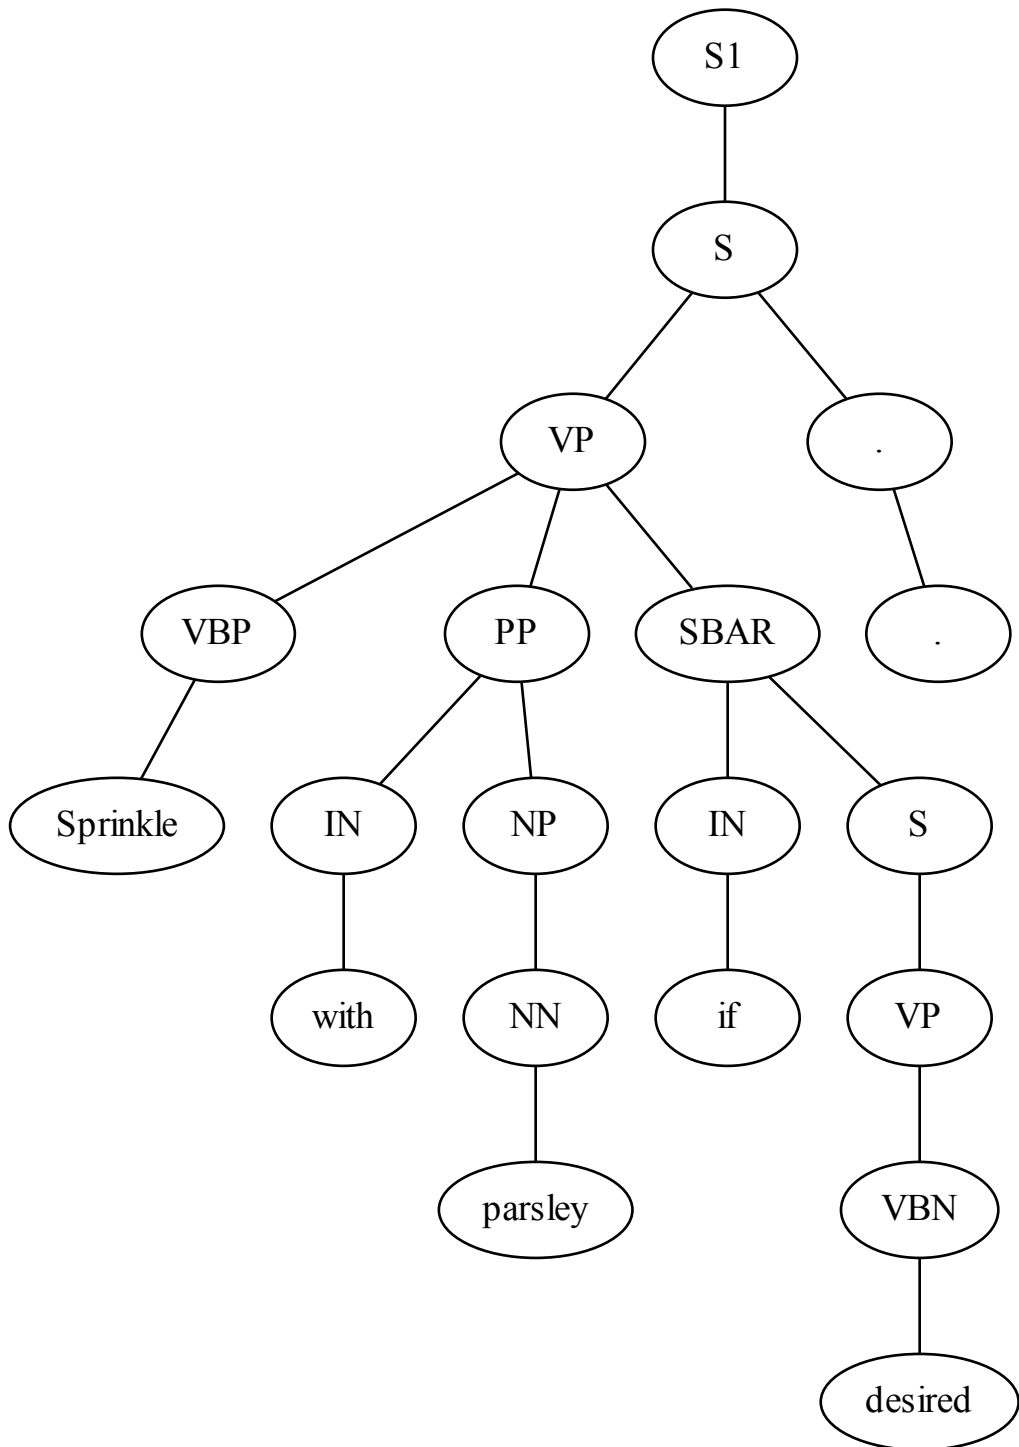 S1
S
VP .
VBP PP SBAR .
Sprinkle IN NP IN S
with NN if VP
parsley VBN
desired